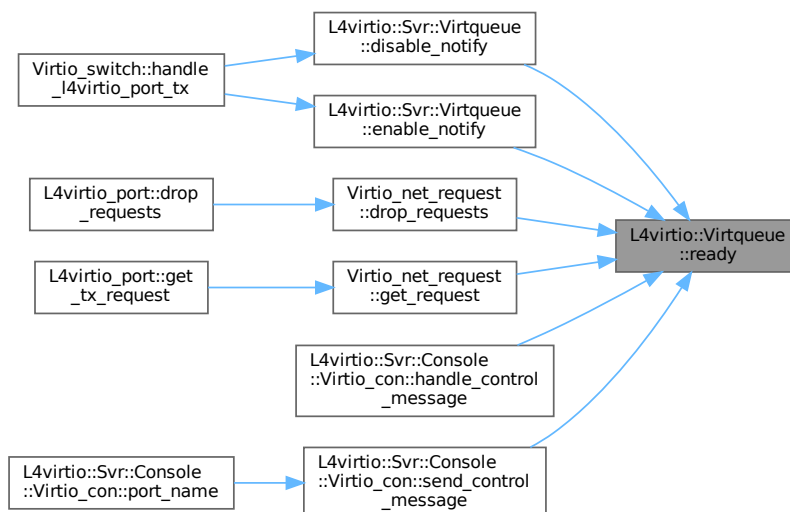 L4virtio::Svr::Virtqueue
::disable_notify
Virtio_switch::handle
_l4virtio_port_tx
L4virtio::Svr::Virtqueue
::enable_notify
L4virtio_port::drop
_requests
Virtio_net_request
::drop_requests
L4virtio::Virtqueue
::ready
L4virtio_port::get
_tx_request
Virtio_net_request
::get_request
L4virtio::Svr::Console
::Virtio_con::handle_control
_message
L4virtio::Svr::Console
::Virtio_con::port_name
L4virtio::Svr::Console
::Virtio_con::send_control
_message